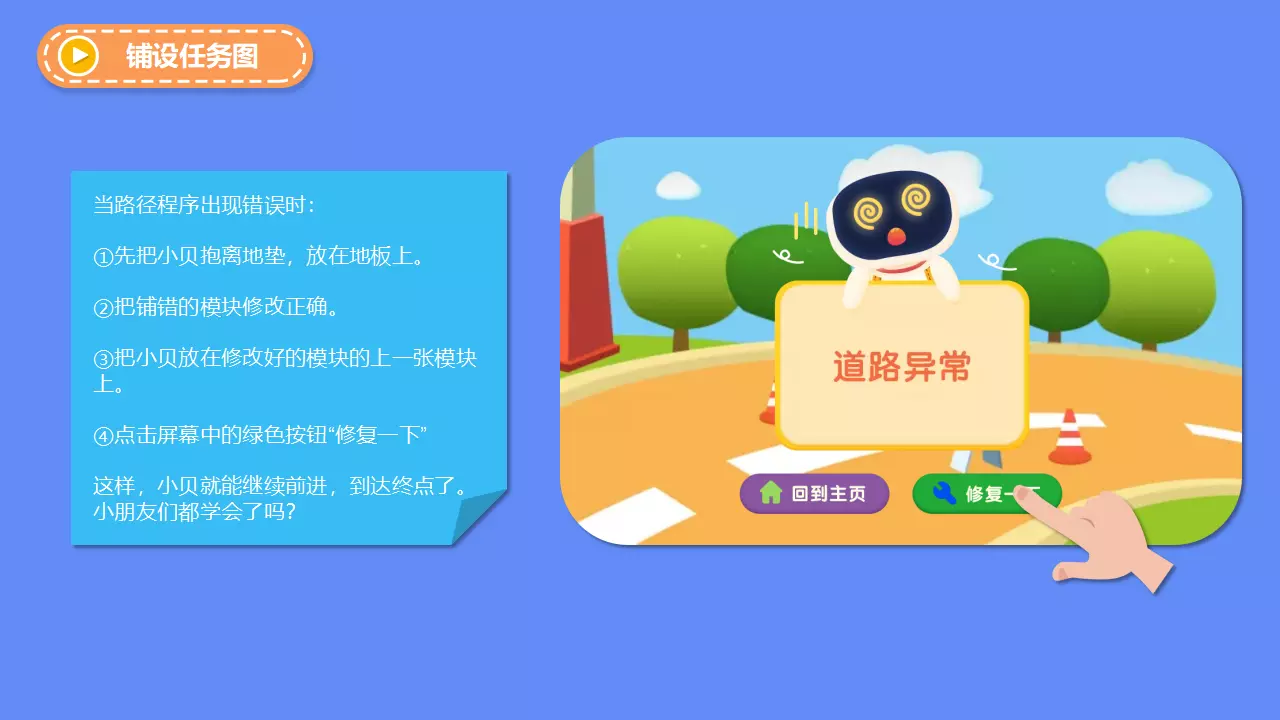 铺设任务图
当路径程序出现错误时：
①先把小贝抱离地垫，放在地板上。
②把铺错的模块修改正确。
③把小贝放在修改好的模块的上一张模块
上。
④点击屏幕中的绿色按钮“修复一下”
这样，小贝就能继续前进，到达终点了。
小朋友们都学会了吗？
道路异常
回到主页
修复一下